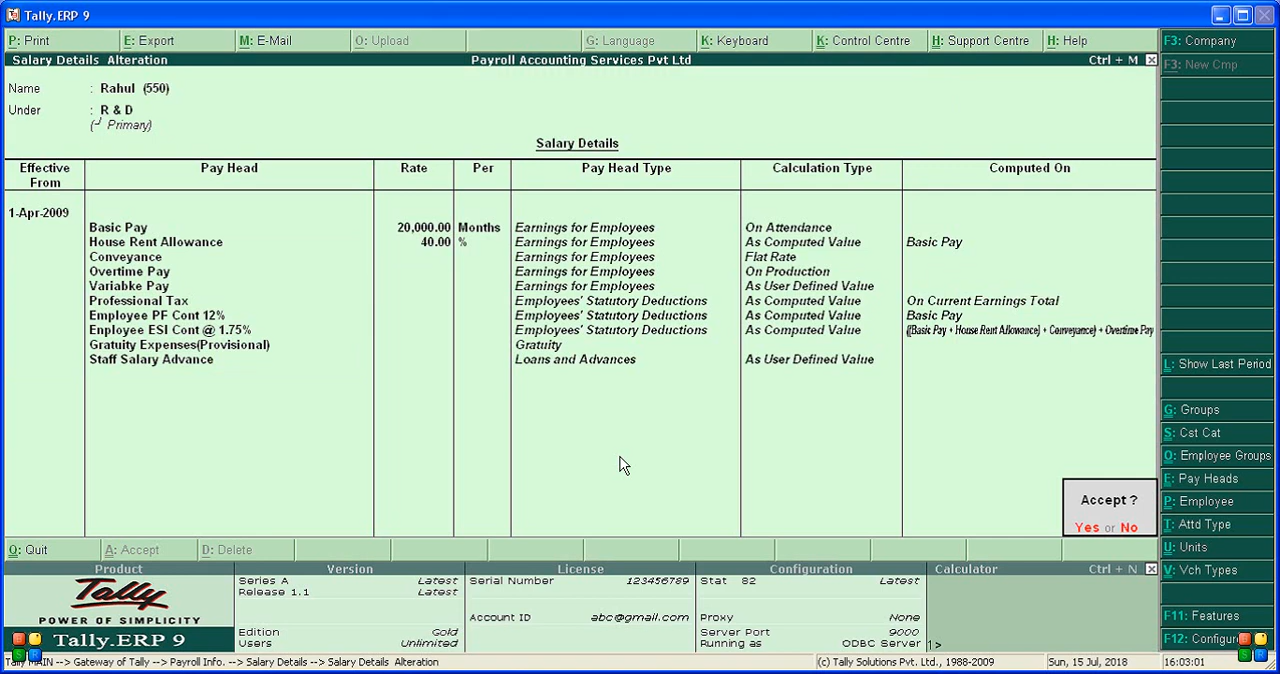 Tally.ERP 9
P: Print E: Export M: E-Mail O: Upload G: Language K: Keyboard K: Control Centre H: Support Centre H: Help
F3: Company
Salary Details Alteration Payroll Accounting Services Pvt Ltd Ctrl + M
F3: New Cmp
Name : Rahul (550)
Under : R & D
(┘ Primary)
Salary Details
Effective From Pay Head Rate Per Pay Head Type Calculation Type Computed On
1-Apr-2009
Basic Pay 20,000.00 Months Earnings for Employees On Attendance
House Rent Allowance 40.00 % Earnings for Employees As Computed Value Basic Pay
Conveyance Earnings for Employees Flat Rate
Overtime Pay Earnings for Employees On Production
Variabke Pay Earnings for Employees As User Defined Value
Professional Tax Employees' Statutory Deductions As Computed Value On Current Earnings Total
Employee PF Cont 12% Employees' Statutory Deductions As Computed Value Basic Pay
Enployee ESI Cont @ 1.75% Employees' Statutory Deductions As Computed Value ((Basic Pay + House Rent Allowance) + Conveyance) + Overtime Pay
Gratuity Expenses(Provisional) Gratuity
Staff Salary Advance Loans and Advances As User Defined Value
L: Show Last Period
G: Groups
S: Cst Cat
O: Employee Groups
E: Pay Heads
P: Employee
T: Attd Type
U: Units
V: Vch Types
F11: Features
F12: Configure
Accept ?
Yes or No
Q: Quit A: Accept D: Delete
Product Version License Configuration Calculator Ctrl + N
Tally
POWER OF SIMPLICITY
Tally.ERP 9
Series A Latest
Release 1.1 Latest
Edition Gold
Users Unlimited
Serial Number 123456789
Account ID abc@gmail.com
Stat 82 Latest
Proxy None
Server Port 9000
Running as ODBC Server
1>
Tally MAIN --> Gateway of Tally --> Payroll Info. --> Salary Details --> Salary Details Alteration (c) Tally Solutions Pvt. Ltd., 1988-2009 Sun, 15 Jul, 2018 16:03:01